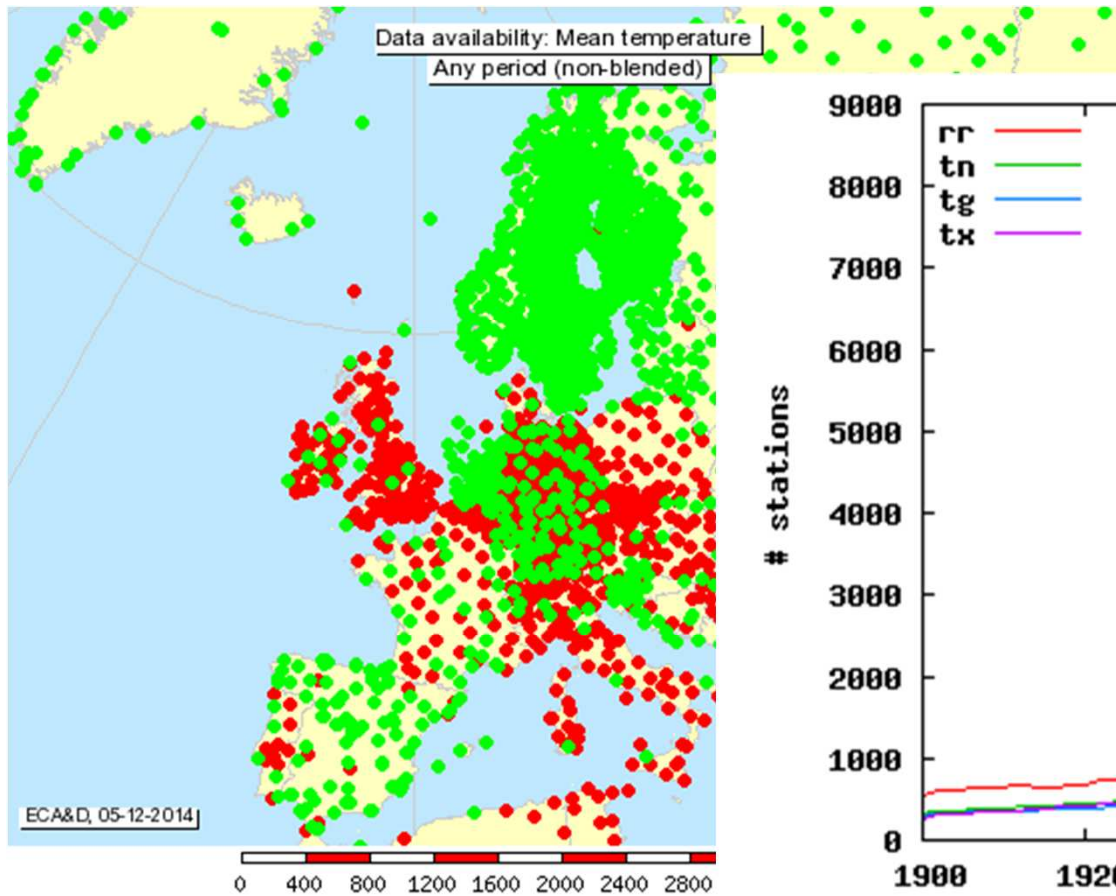 Data availability: Mean temperature
Any period (non-blended)
ECA&D, 05-12-2014
0 400 800 1200 1600 2000 2400 2800
9000
8000
7000
6000
5000
4000
3000
2000
1000
0
rr
tn
tg
tx
# stations
1900 1920